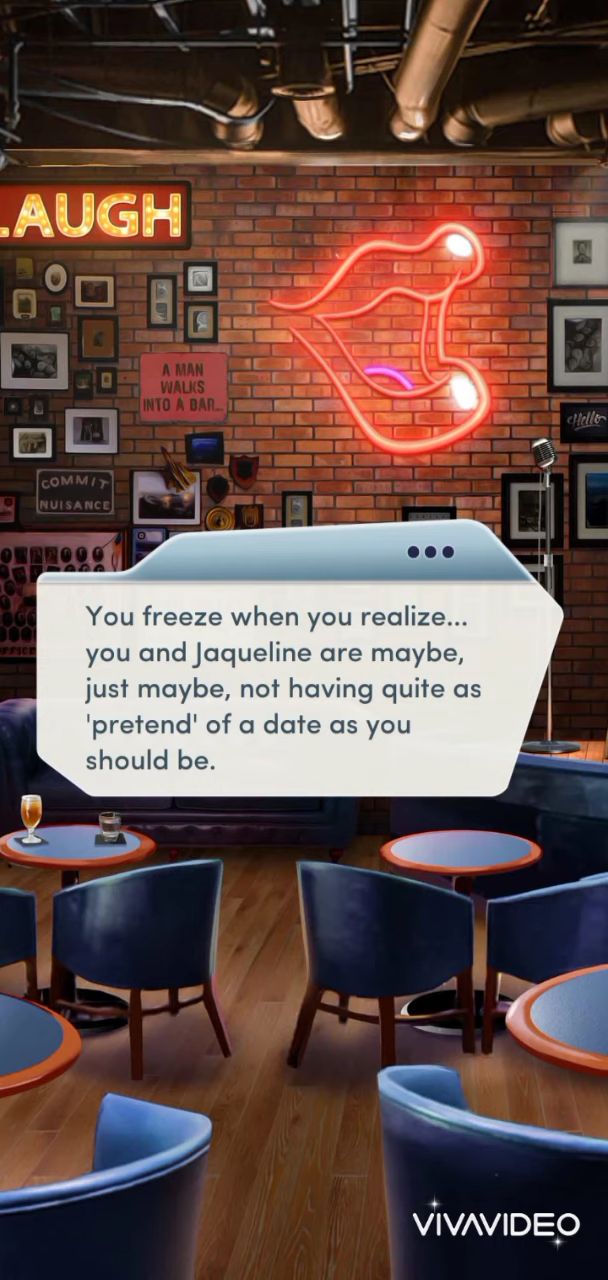 LAUGH
A MAN
WALKS
INTO A BAR...
Hello
COMMIT
NUISANCE
You freeze when you realize...
you and Jaqueline are maybe,
just maybe, not having quite as
'pretend' of a date as you
should be.
VIVAVIDEO